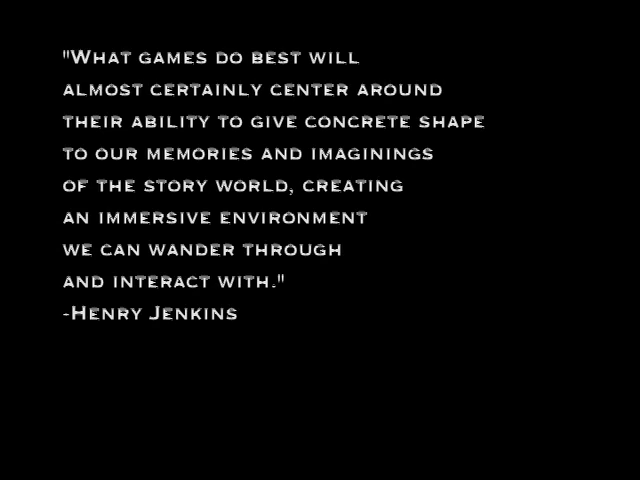 "What games do best will
almost certainly center around
their ability to give concrete shape
to our memories and imaginings
of the story world, creating
an immersive environment
we can wander through
and interact with."
-Henry Jenkins